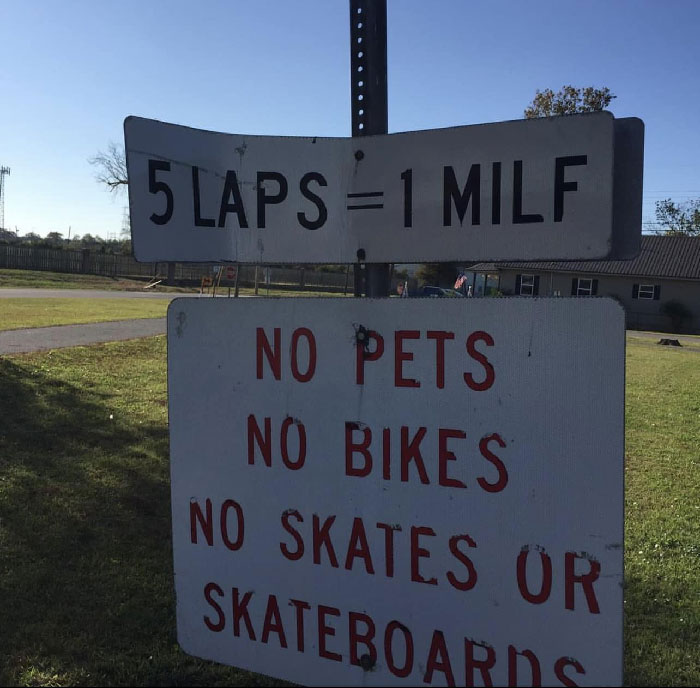 5 LAPS = 1 MILF
NO PETS
NO BIKES
NO SKATES OR
SKATEBOARDS